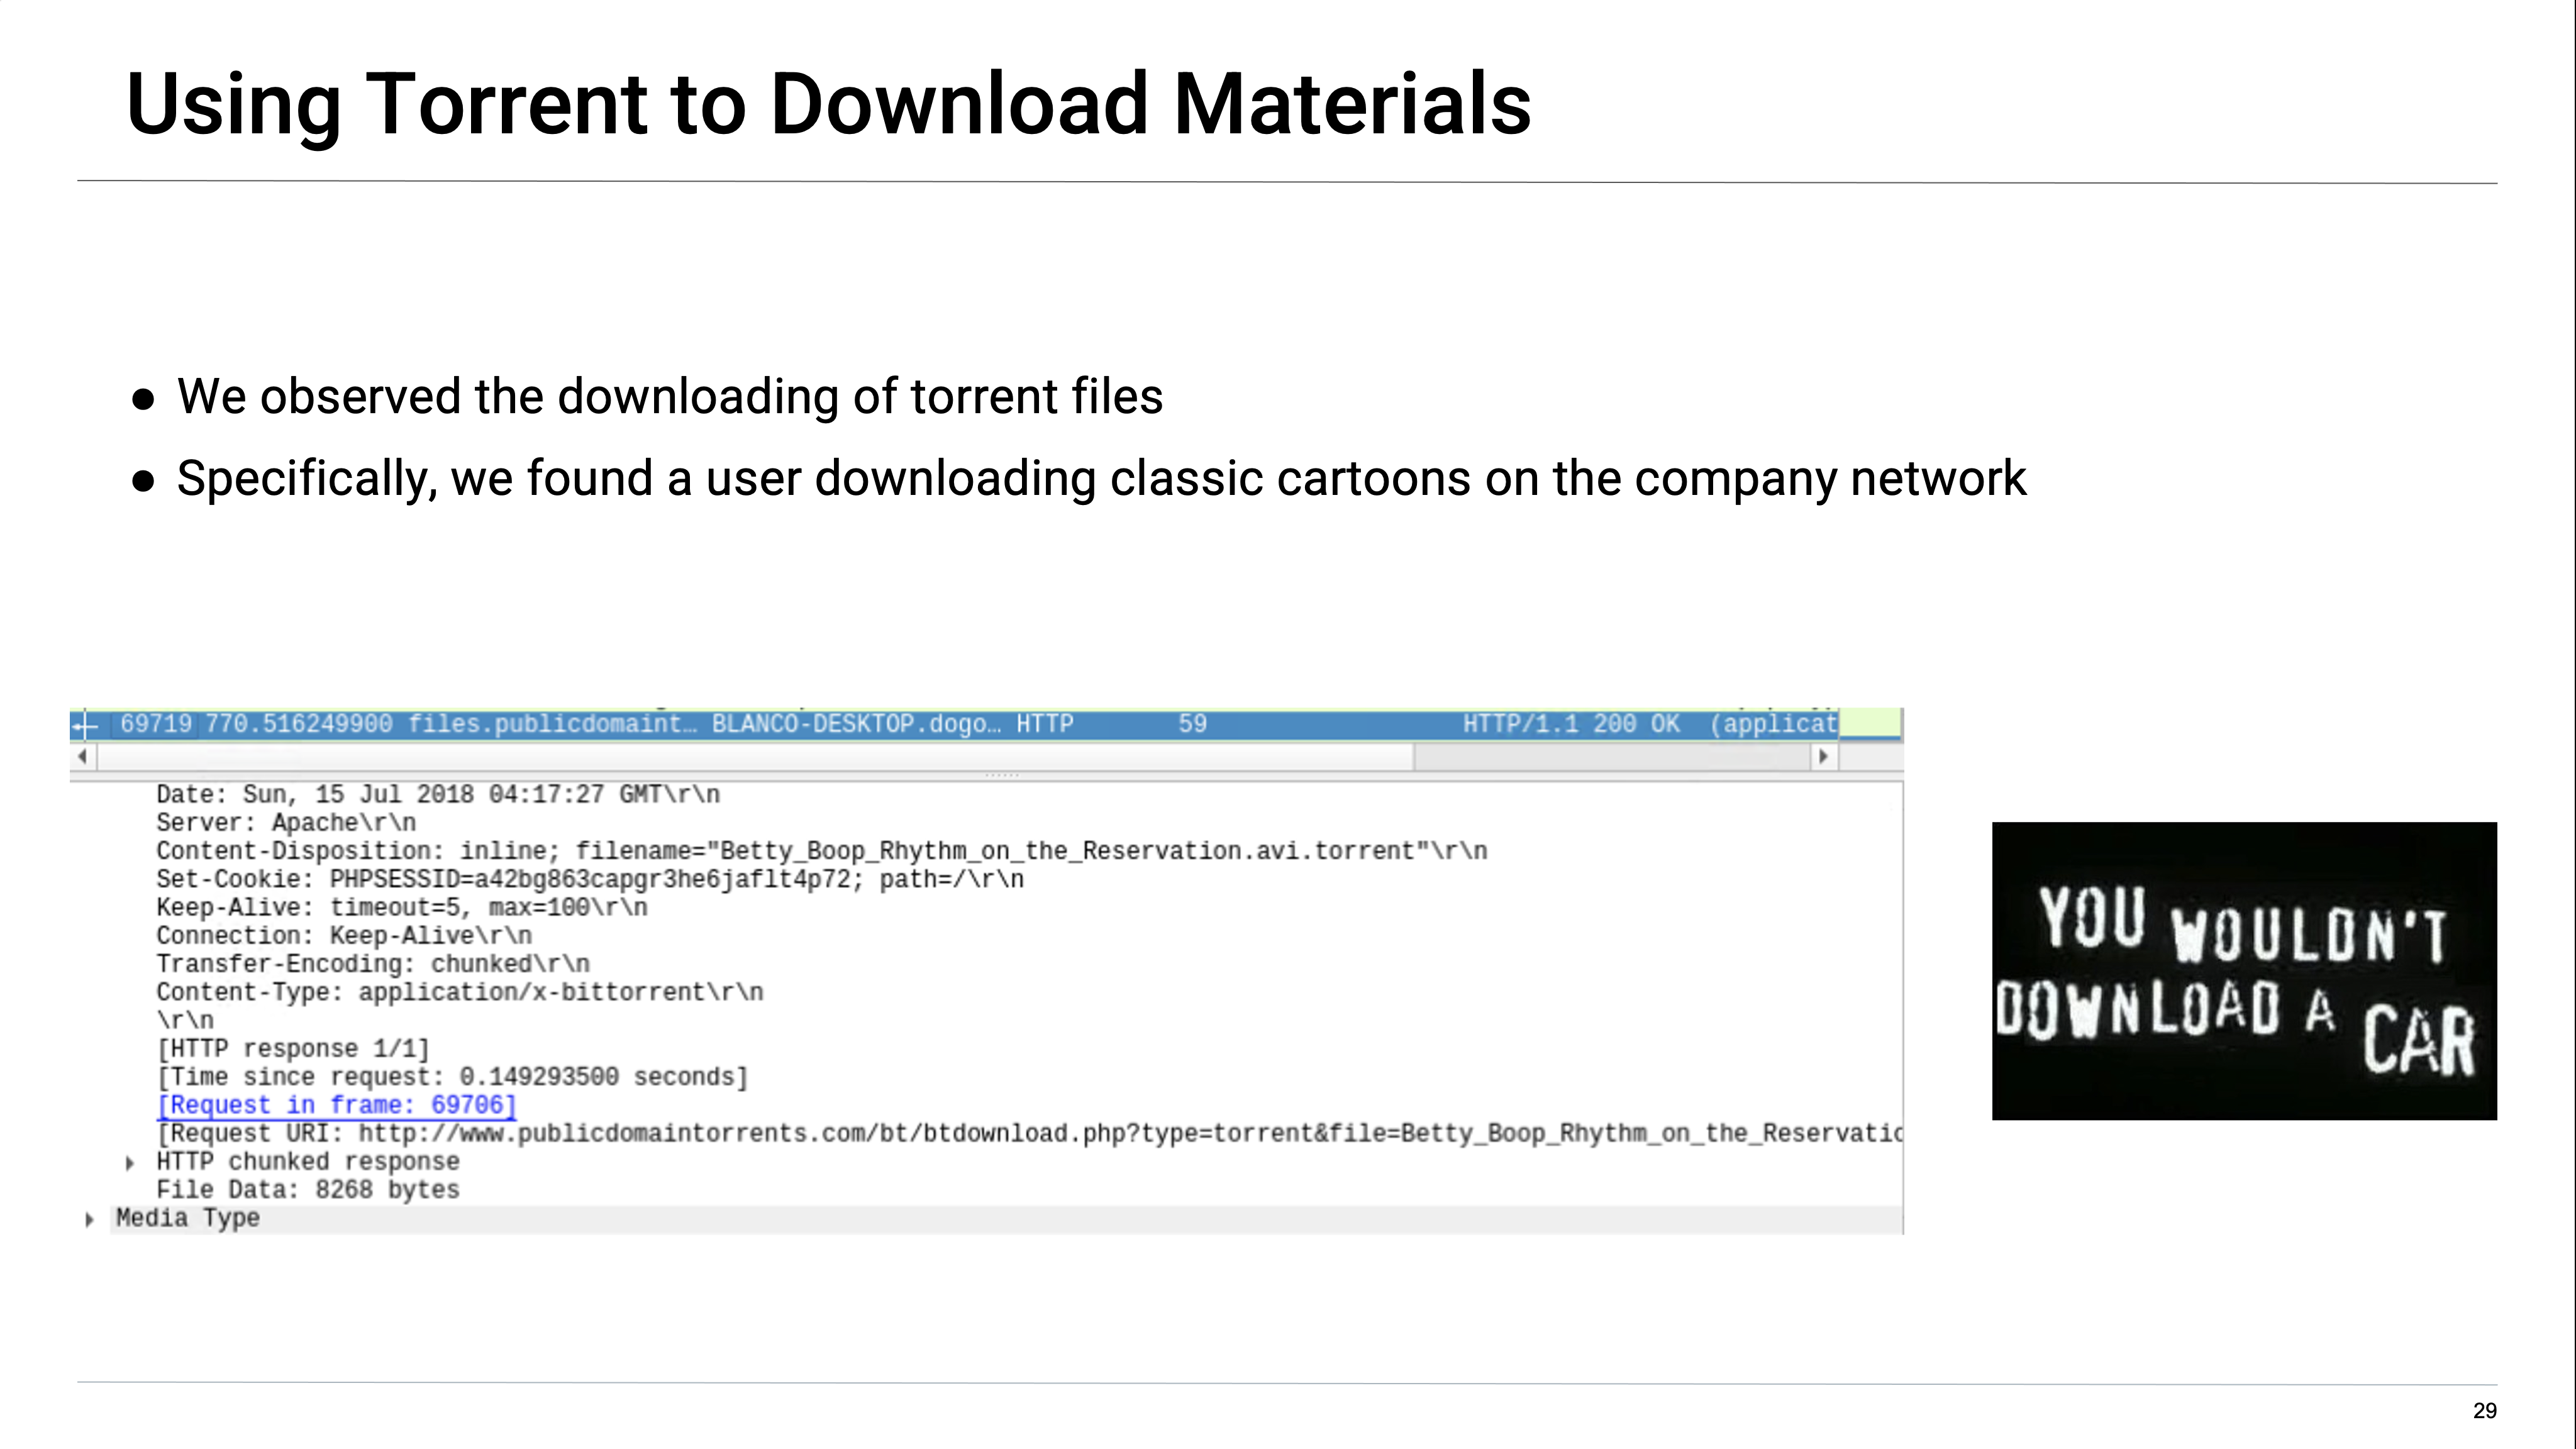 Using Torrent to Download Materials
● We observed the downloading of torrent files
● Specifically, we found a user downloading classic cartoons on the company network
69719 770.516249900 files.publicdomaint… BLANCO-DESKTOP.dogo… HTTP 59 HTTP/1.1 200 OK (applicat
Date: Sun, 15 Jul 2018 04:17:27 GMT\r\n
Server: Apache\r\n
Content-Disposition: inline; filename="Betty_Boop_Rhythm_on_the_Reservation.avi.torrent"\r\n
Set-Cookie: PHPSESSID=a42bg863capgr3he6jaflt4p72; path=/\r\n
Keep-Alive: timeout=5, max=100\r\n
Connection: Keep-Alive\r\n
Transfer-Encoding: chunked\r\n
Content-Type: application/x-bittorrent\r\n
\r\n
[HTTP response 1/1]
[Time since request: 0.149293500 seconds]
[Request in frame: 69706]
[Request URI: http://www.publicdomaintorrents.com/bt/btdownload.php?type=torrent&file=Betty_Boop_Rhythm_on_the_Reservatio
HTTP chunked response
File Data: 8268 bytes
Media Type
YOU WOULDN'T
DOWNLOAD A CAR
29